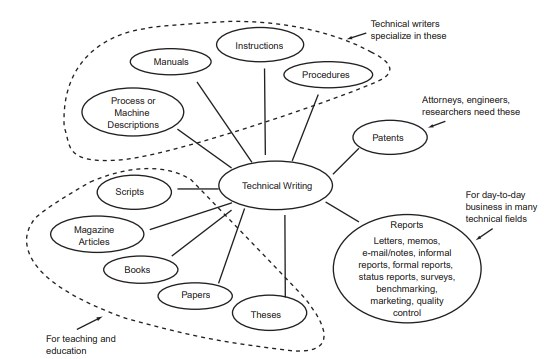 Technical writers
specialize in these
Instructions
Manuals
Procedures
Process or
Machine
Descriptions
Attorneys, engineers,
researchers need these
Patents
Technical Writing
Scripts
For day-to-day
business in many
technical fields
Magazine
Articles
Reports
Letters, memos,
e-mail/notes, informal
reports, formal reports,
status reports, surveys,
benchmarking,
marketing, quality
control
Books
Papers
Theses
For teaching and
education